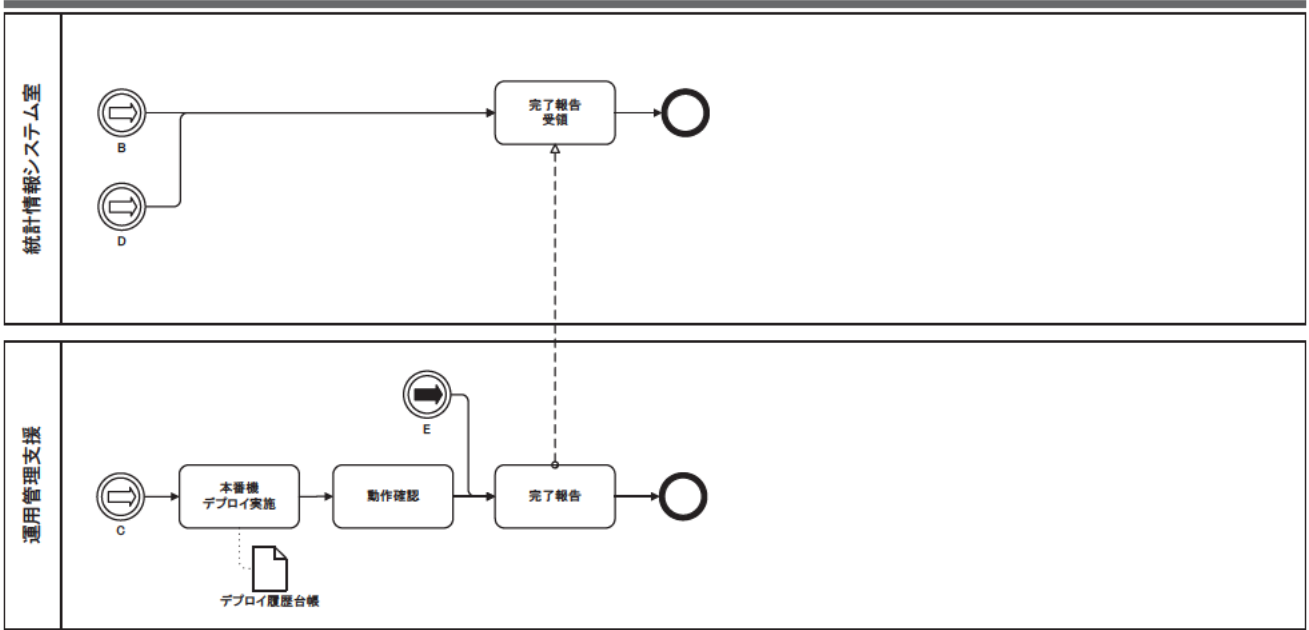 統計情報システム室
B
D
完了報告
受領
運用管理支援
E
C
本番機
デプロイ実施
動作確認
完了報告
デプロイ履歴台帳